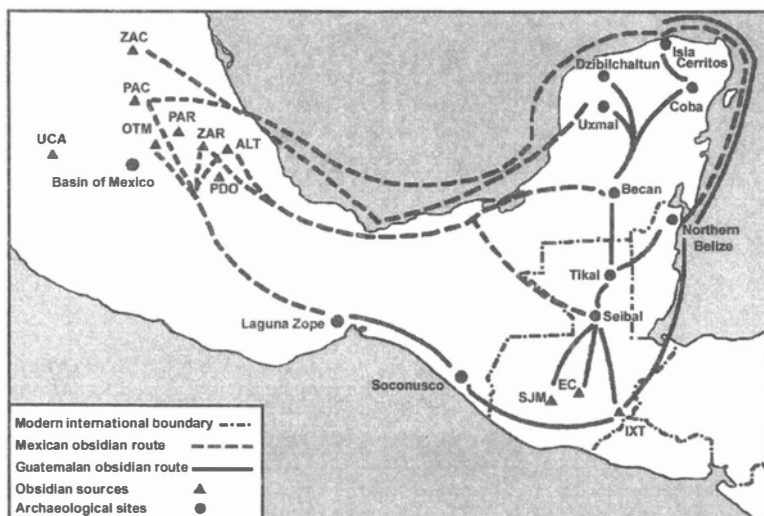 ZAC
PAC
PAR
OTM
ZAR
ALT
UCA
Basin of Mexico
PDO
Dzibilchaltun
Isla
Cerritos
Uxmal
Coba
Becan
Northern
Belize
Tikal
Seibal
Laguna Zope
Soconusco
SJM
EC
IXT
Modern international boundary
Mexican obsidian route
Guatemalan obsidian route
Obsidian sources
Archaeological sites